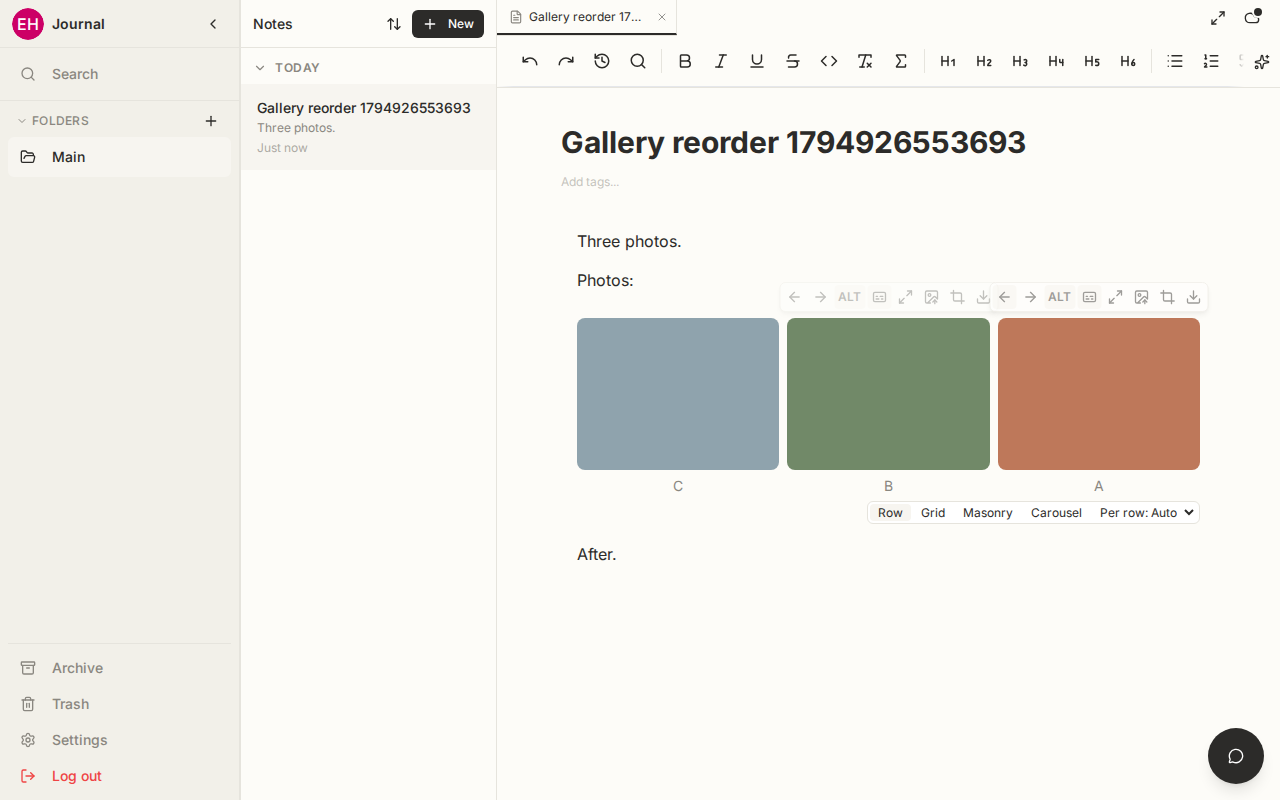 EH Journal
Search
FOLDERS
Main
Archive
Trash
Settings
Log out
Notes
New
TODAY
Gallery reorder 1794926553693
Three photos.
Just now
Gallery reorder 17...
H1 H2 H3 H4 H5 H6
Gallery reorder 1794926553693
Add tags...
Three photos.
Photos:
ALT ALT
C B A
Row Grid Masonry Carousel Per row: Auto
After.